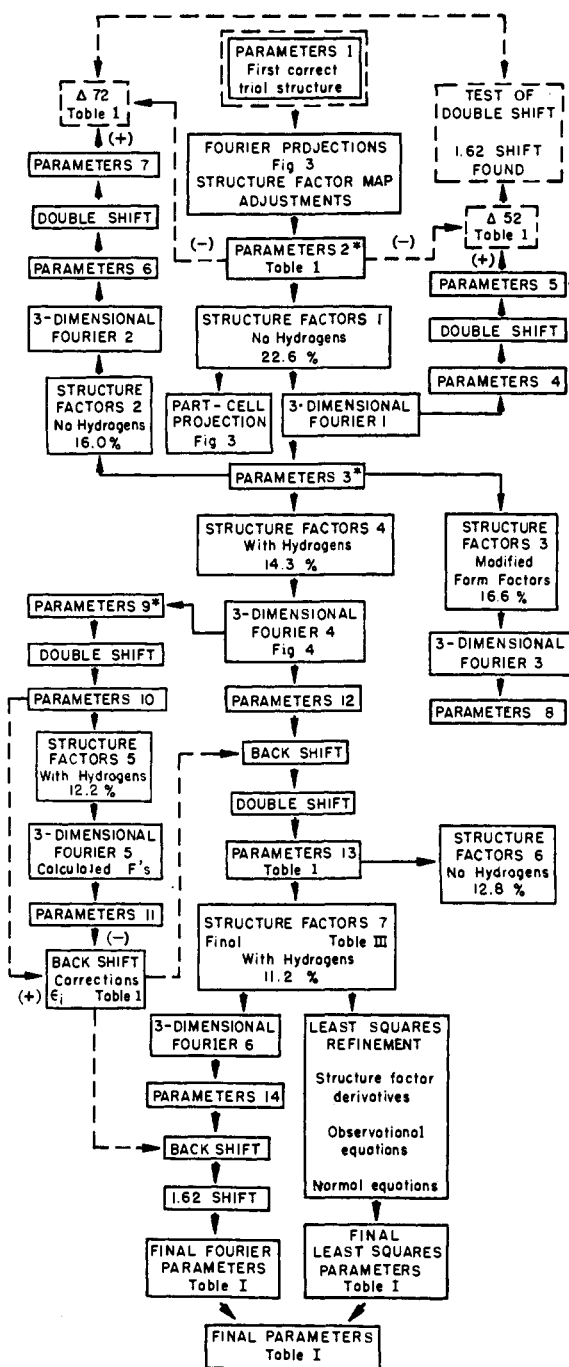 PARAMETERS 1
First correct
trial structure
Δ 72
Table 1
(+)
TEST OF
DOUBLE SHIFT
1.62 SHIFT
FOUND
PARAMETERS 7
FOURIER PRDJECTIONS
Fig 3
STRUCTURE FACTOR MAP
ADJUSTMENTS
DOUBLE SHIFT
(-)
(-)
Δ 52
Table 1
(+)
PARAMETERS 6
PARAMETERS 2*
Table 1
PARAMETERS 5
3-DIMENSIONAL
FOURIER 2
STRUCTURE FACTORS 1
No Hydrogens
22.6 %
DOUBLE SHIFT
PARAMETERS 4
STRUCTURE
FACTORS 2
No Hydrogens
16.0%
PART-CELL
PROJECTION
Fig 3
3-DIMENSIONAL
FOURIER 1
PARAMETERS 3*
STRUCTURE FACTORS 4
With Hydrogens
14.3 %
STRUCTURE
FACTORS 3
Modified
Form Factors
16.6%
PARAMETERS 9*
3-DIMENSIONAL
FOURIER 4
Fig 4
3-DIMENSIONAL
FOURIER 3
DOUBLE SHIFT
PARAMETERS 10
PARAMETERS 12
PARAMETERS 8
STRUCTURE
FACTORS 5
With Hydrogens
12.2 %
BACK SHIFT
DOUBLE SHIFT
3-DIMENSIONAL
FOURIER 5
Calculated F's
PARAMETERS 13
Table 1
STRUCTURE
FACTORS 6
No Hydrogens
12.8 %
PARAMETERS 11
(-)
STRUCTURE FACTORS 7
Final Table III
With Hydrogens
11.2 %
BACK SHIFT
Corrections
ϵi Table 1
(+)
3-DIMENSIONAL
FOURIER 6
LEAST SQUARES
REFINEMENT
Structure factor
derivatives
Observational
equations
Normal equations
PARAMETERS 14
BACK SHIFT
1.62 SHIFT
FINAL FOURIER
PARAMETERS
Table I
FINAL
LEAST SQUARES
PARAMETERS
Table I
FINAL PARAMETERS
Table I